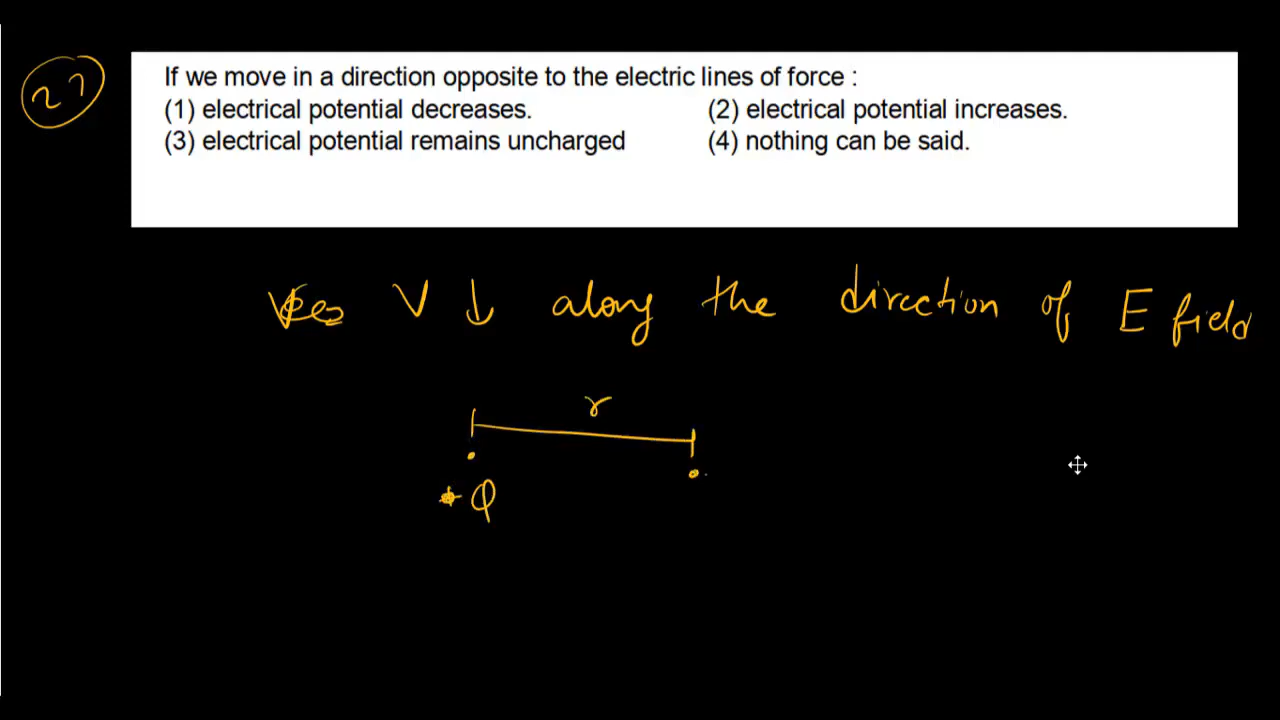 27
If we move in a direction opposite to the electric lines of force :
(1) electrical potential decreases. (2) electrical potential increases.
(3) electrical potential remains uncharged (4) nothing can be said.
V ↓ along the direction of E field
r
+ Q